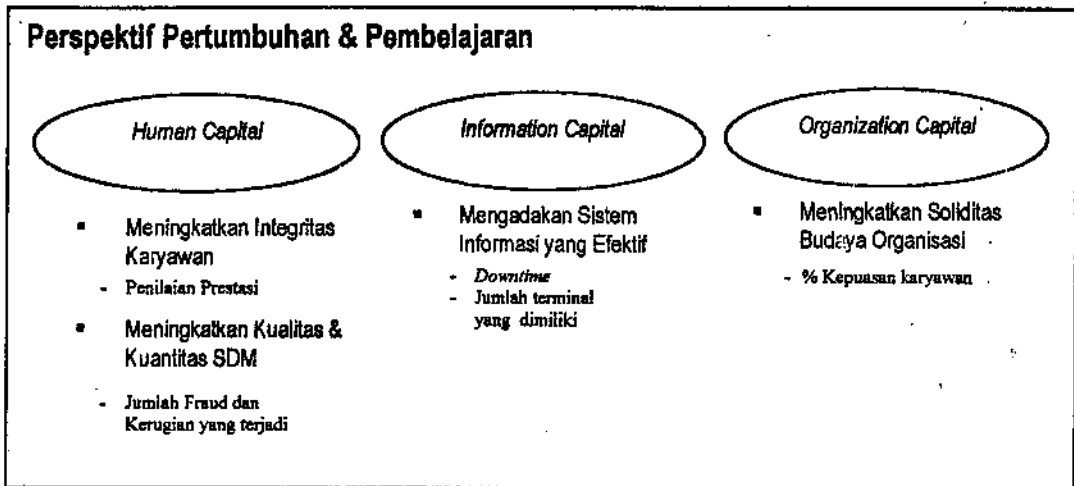 Perspektif Pertumbuhan & Pembelajaran
Human Capital
▪ Meningkatkan Integritas
Karyawan
- Penilaian Prestasi
▪ Meningkatkan Kualitas &
Kuantitas SDM
- Jumlah Fraud dan
Kerugian yang terjadi
Information Capital
▪ Mengadakan Sistem
Informasi yang Efektif
- Downtime
- Jumlah terminal
yang dimiliki
Organization Capital
▪ Meningkatkan Soliditas
Budaya Organisasi
- % Kepuasan karyawan